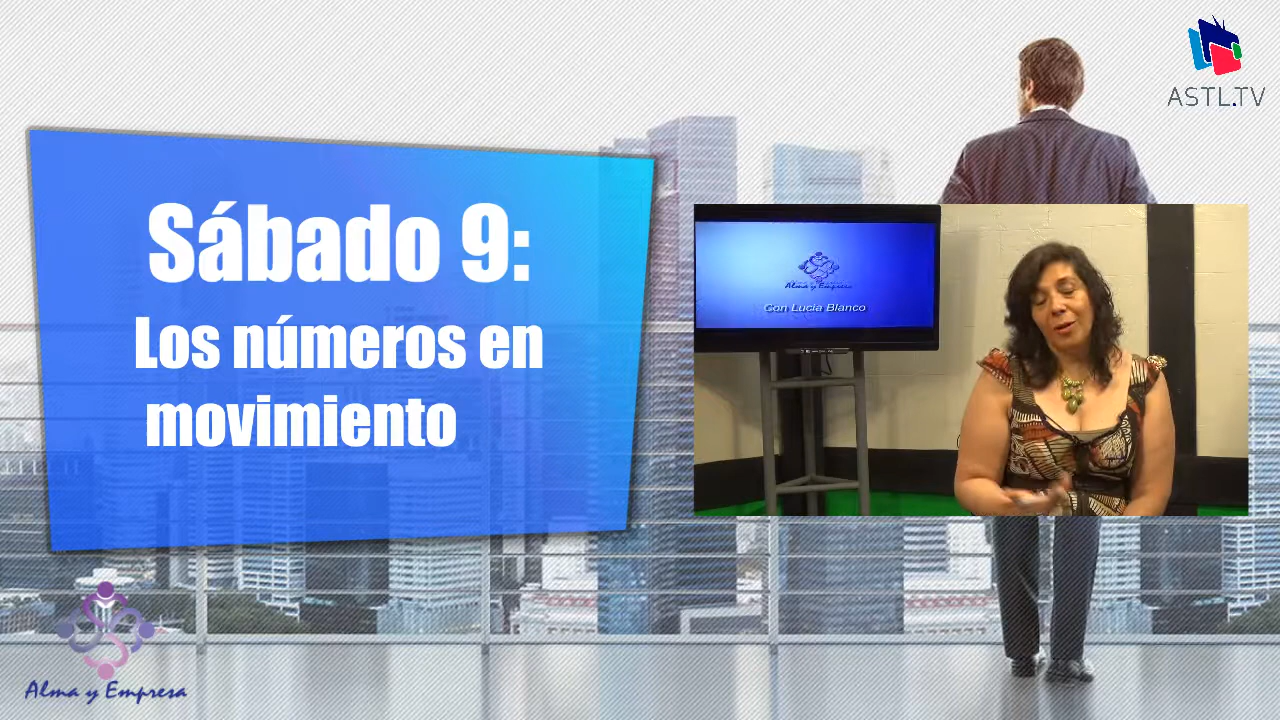 ASTL.TV
Sábado 9:
Los números en
movimiento
Alma y Empresa
Con Lucía Blanco
Alma y Empresa